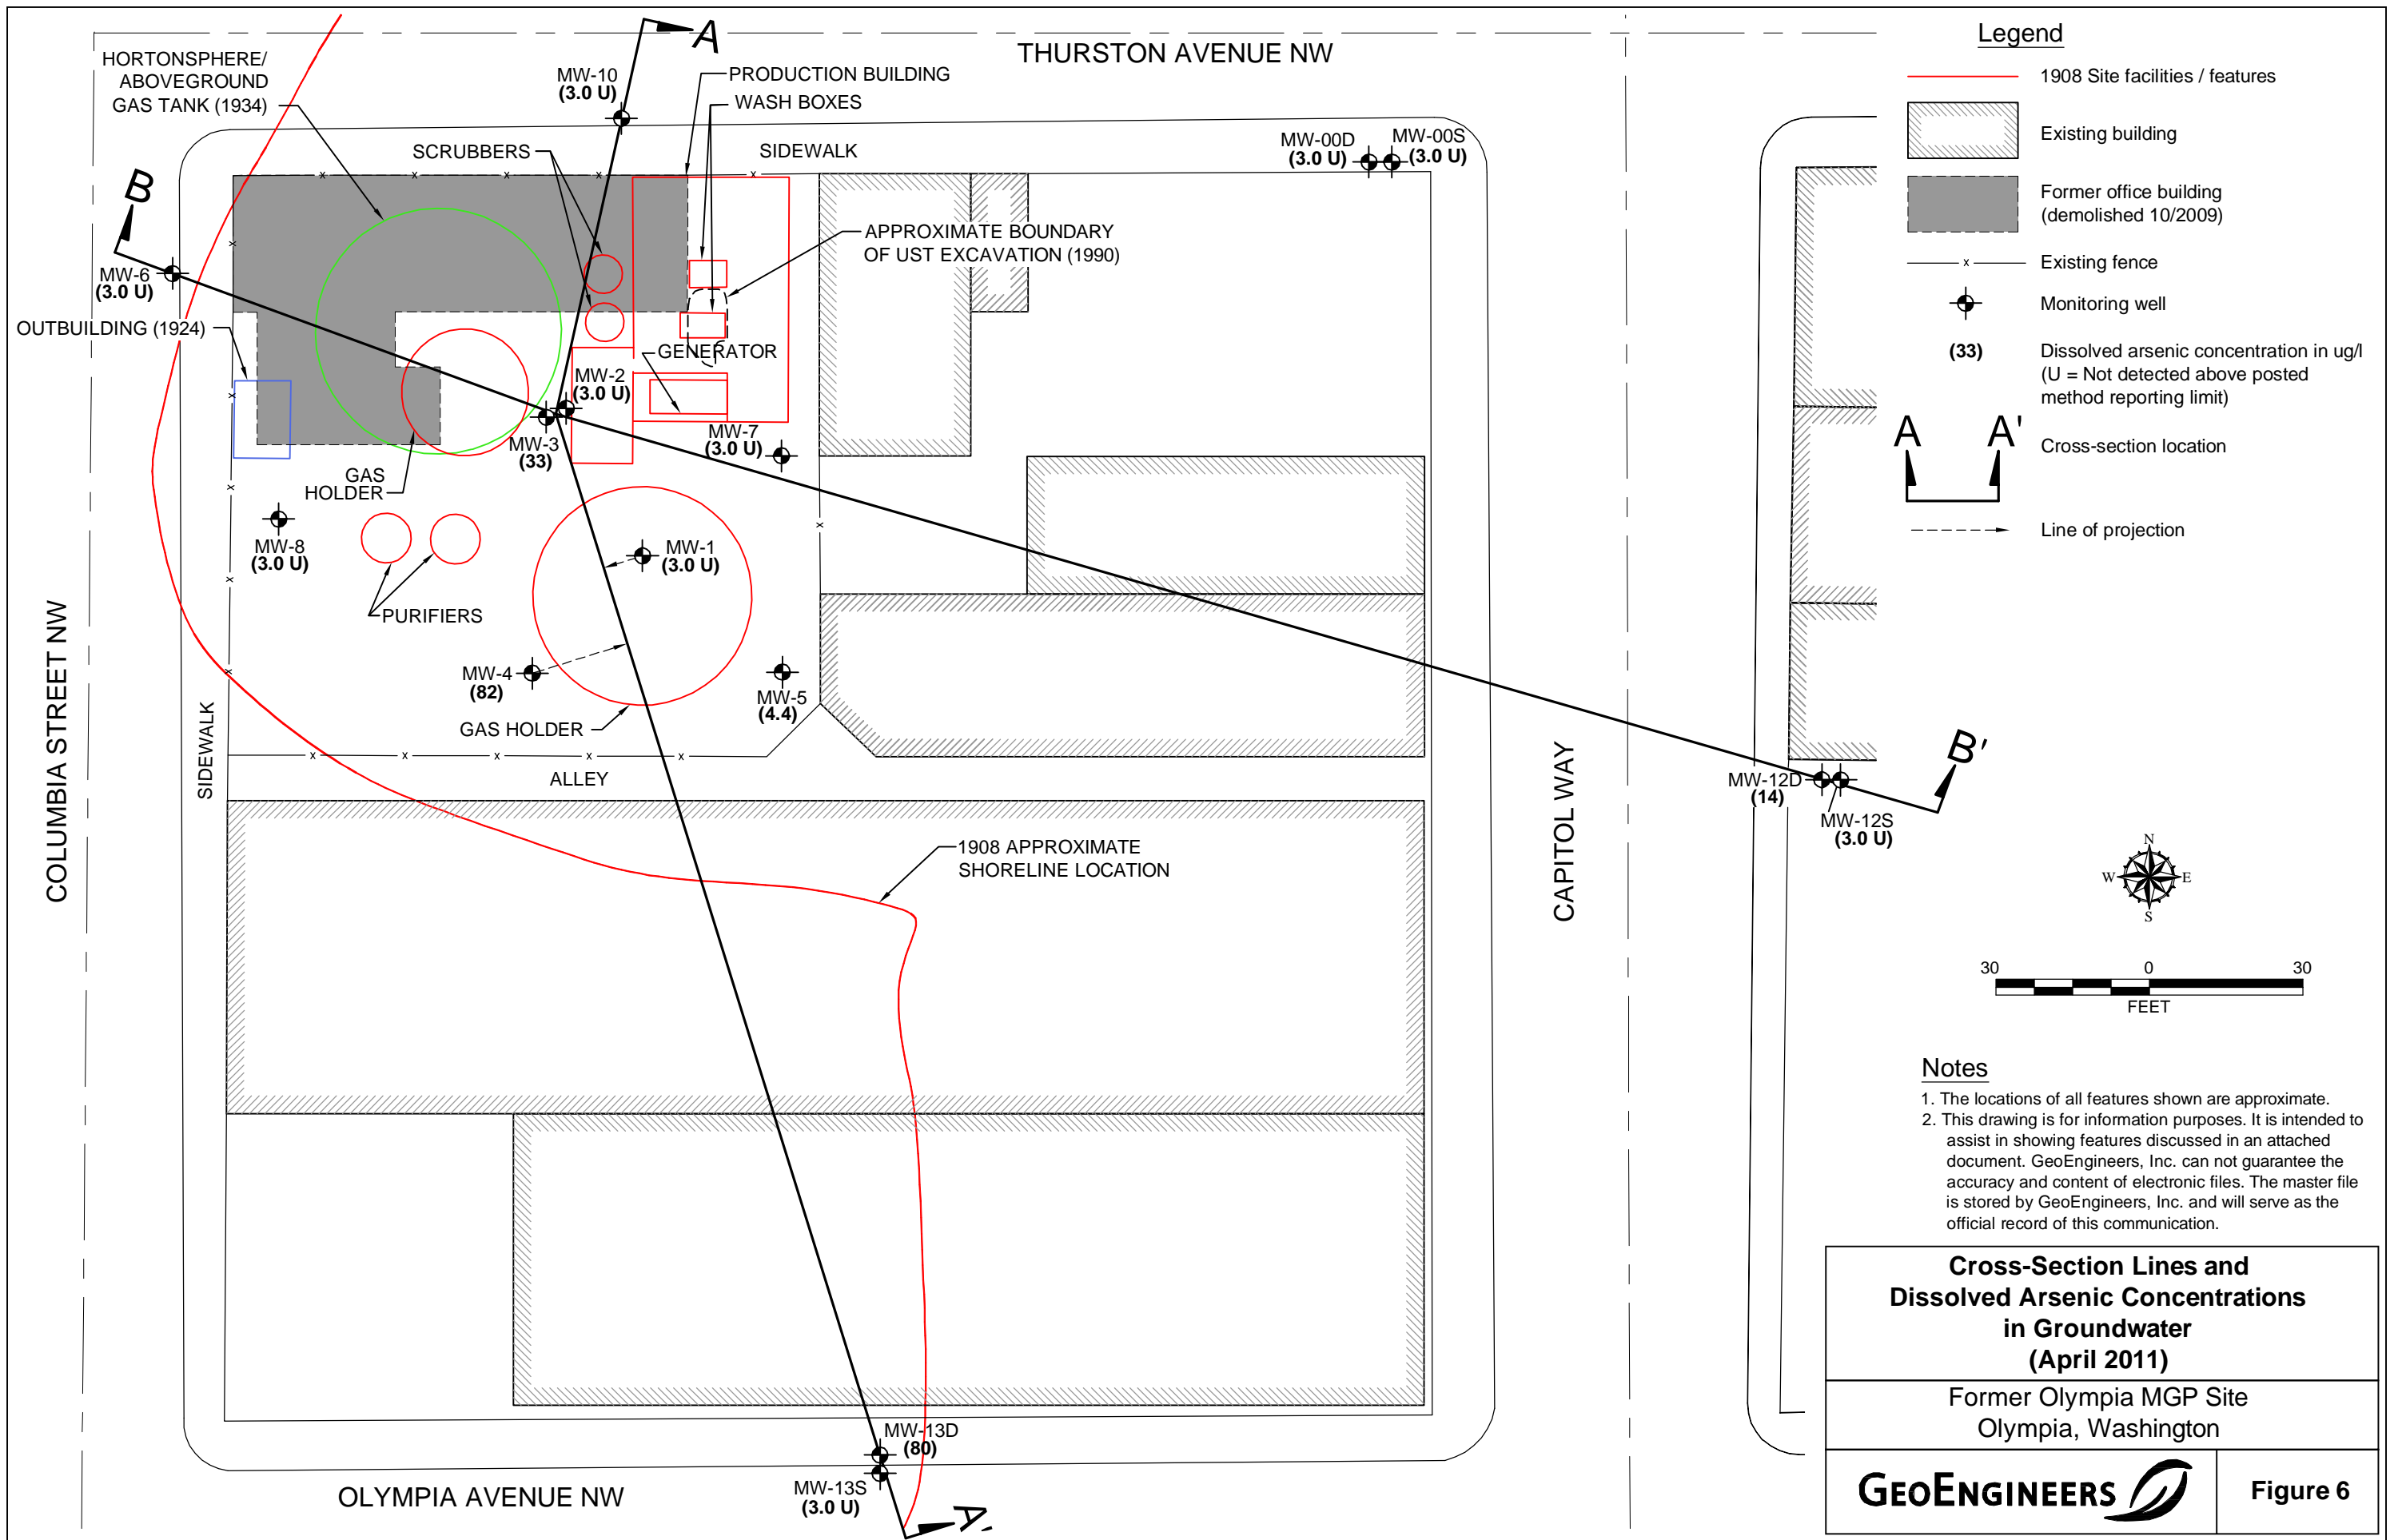 THURSTON AVENUE NW
A
HORTONSPHERE/
ABOVEGROUND
GAS TANK (1934)
MW-10
(3.0 U)
PRODUCTION BUILDING
WASH BOXES
SCRUBBERS
SIDEWALK
MW-00D
(3.0 U)
MW-00S
(3.0 U)
B
APPROXIMATE BOUNDARY
OF UST EXCAVATION (1990)
MW-6
(3.0 U)
OUTBUILDING (1924)
GENERATOR
MW-2
(3.0 U)
MW-3
(33)
MW-7
(3.0 U)
GAS
HOLDER
MW-8
(3.0 U)
MW-1
(3.0 U)
PURIFIERS
MW-4
(82)
MW-5
(4.4)
GAS HOLDER
ALLEY
SIDEWALK
COLUMBIA STREET NW
1908 APPROXIMATE
SHORELINE LOCATION
CAPITOL WAY
B'
MW-12D
(14)
MW-12S
(3.0 U)
MW-13D
(80)
MW-13S
(3.0 U)
A'
OLYMPIA AVENUE NW
Legend
1908 Site facilities / features
Existing building
Former office building
(demolished 10/2009)
x Existing fence
Monitoring well
(33) Dissolved arsenic concentration in ug/l
(U = Not detected above posted
method reporting limit)
A A' Cross-section location
Line of projection
N
W E
S
30 0 30
FEET
Notes
1. The locations of all features shown are approximate.
2. This drawing is for information purposes. It is intended to
assist in showing features discussed in an attached
document. GeoEngineers, Inc. can not guarantee the
accuracy and content of electronic files. The master file
is stored by GeoEngineers, Inc. and will serve as the
official record of this communication.
Cross-Section Lines and
Dissolved Arsenic Concentrations
in Groundwater
(April 2011)
Former Olympia MGP Site
Olympia, Washington
GEOENGINEERS
Figure 6